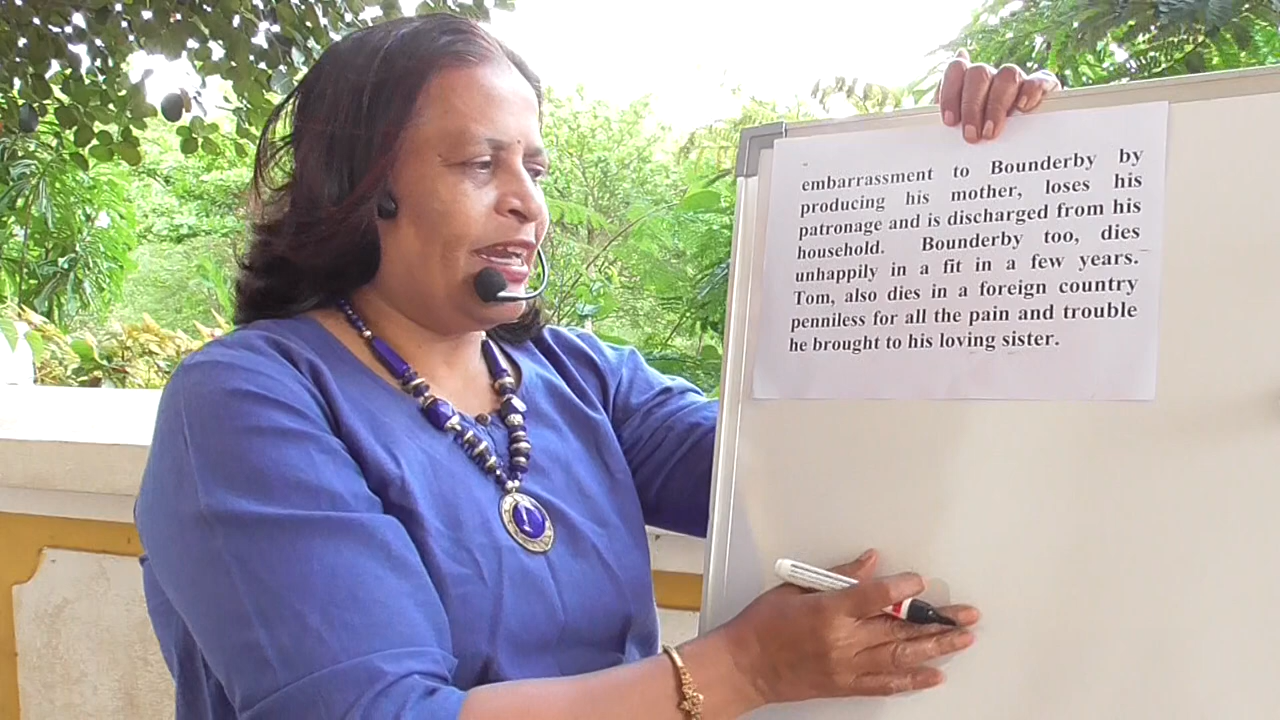 embarrassment to Bounderby by
producing his mother, loses his
patronage and is discharged from his
household. Bounderby too, dies
unhappily in a fit in a few years.
Tom, also dies in a foreign country
penniless for all the pain and trouble
he brought to his loving sister.